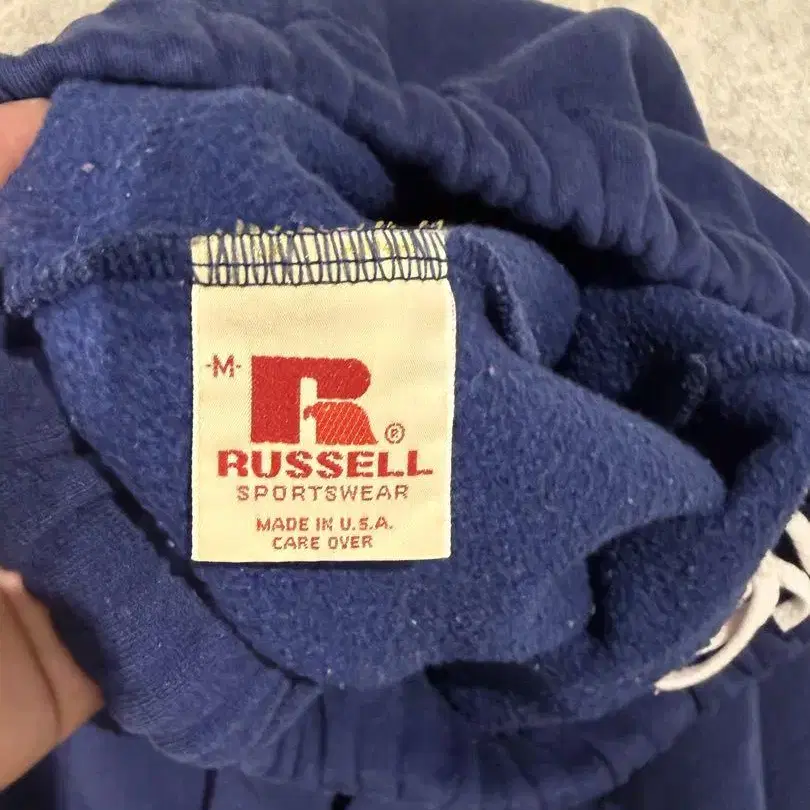 -M-
R ®
RUSSELL
SPORTSWEAR
MADE IN U.S.A.
CARE OVER